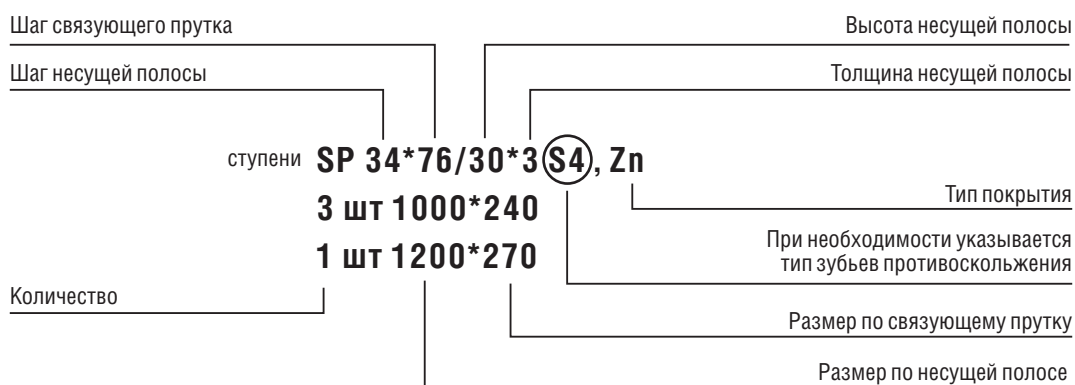 Шаг связующего прутка
Высота несущей полосы
Шаг несущей полосы
Толщина несущей полосы
ступени SP 34*76/30*3 S4, Zn
Тип покрытия
3 шт 1000*240
При необходимости указывается
тип зубьев противоскольжения
1 шт 1200*270
Количество
Размер по связующему прутку
Размер по несущей полосе